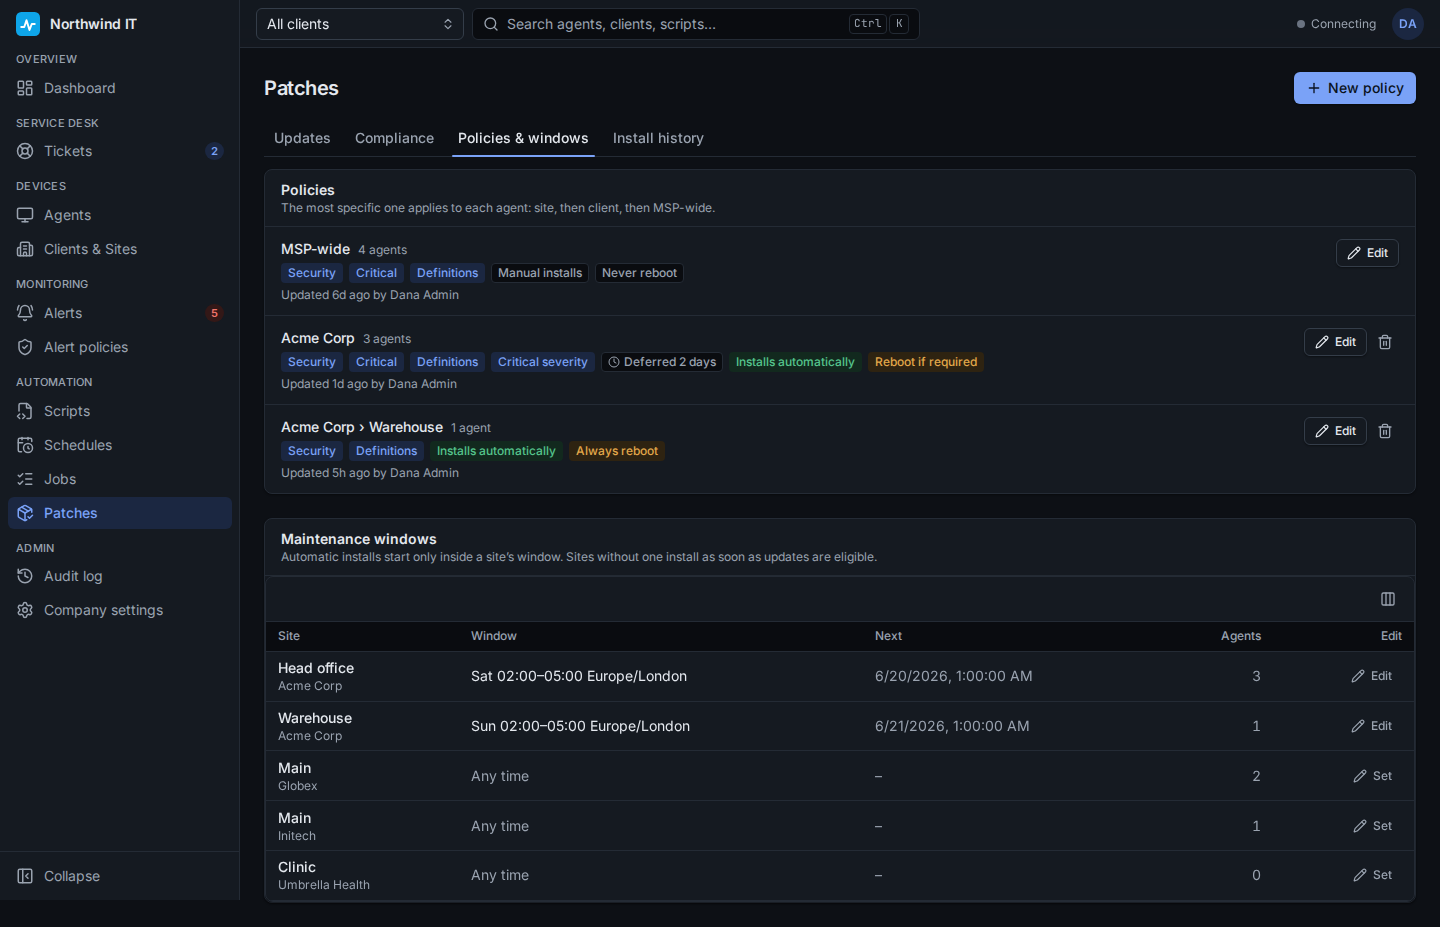 Northwind IT
All clients
Search agents, clients, scripts...
Ctrl K
Connecting
DA
OVERVIEW
Dashboard
SERVICE DESK
Tickets 2
DEVICES
Agents
Clients & Sites
MONITORING
Alerts 5
Alert policies
AUTOMATION
Scripts
Schedules
Jobs
Patches
ADMIN
Audit log
Company settings
Collapse
Patches
New policy
Updates Compliance Policies & windows Install history
Policies
The most specific one applies to each agent: site, then client, then MSP-wide.
MSP-wide 4 agents
Edit
Security Critical Definitions Manual installs Never reboot
Updated 6d ago by Dana Admin
Acme Corp 3 agents
Edit
Security Critical Definitions Critical severity Deferred 2 days Installs automatically Reboot if required
Updated 1d ago by Dana Admin
Acme Corp › Warehouse 1 agent
Edit
Security Definitions Installs automatically Always reboot
Updated 5h ago by Dana Admin
Maintenance windows
Automatic installs start only inside a site's window. Sites without one install as soon as updates are eligible.
Site Window Next Agents Edit
Head office
Acme Corp
Sat 02:00–05:00 Europe/London 6/20/2026, 1:00:00 AM 3 Edit
Warehouse
Acme Corp
Sun 02:00–05:00 Europe/London 6/21/2026, 1:00:00 AM 1 Edit
Main
Globex
Any time – 2 Set
Main
Initech
Any time – 1 Set
Clinic
Umbrella Health
Any time – 0 Set